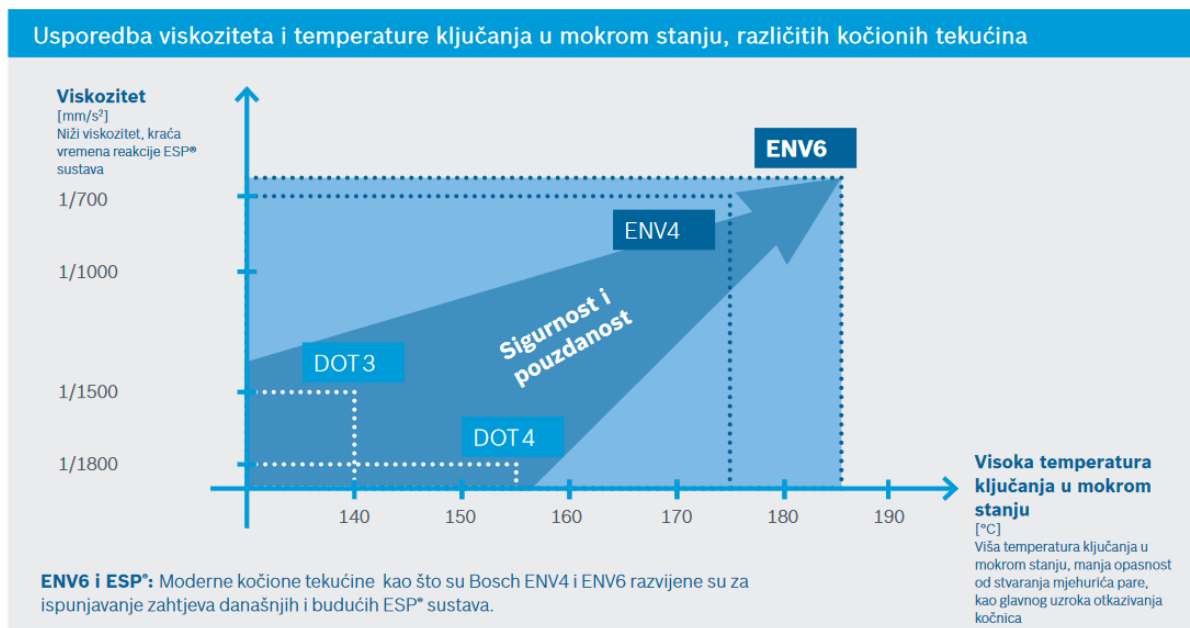 Usporedba viskoziteta i temperature ključanja u mokrom stanju, različitih kočionih tekućina
Viskozitet
[mm/s²]
Niži viskozitet, kraća
vremena reakcije ESP®
sustava
1/700
1/1000
1/1500
1/1800
ENV6
ENV4
Sigurnost i
pouzdanost
DOT 3
DOT 4
140
150
160
170
180
190
Visoka temperatura
ključanja u mokrom
stanju
[°C]
Viša temperatura ključanja u
mokrom stanju, manja opasnost
od stvaranja mjehurića pare,
kao glavnog uzroka otkazivanja
kočnica
ENV6 i ESP®: Moderne kočione tekućine kao što su Bosch ENV4 i ENV6 razvijene su za
ispunjavanje zahtjeva današnjih i budućih ESP® sustava.